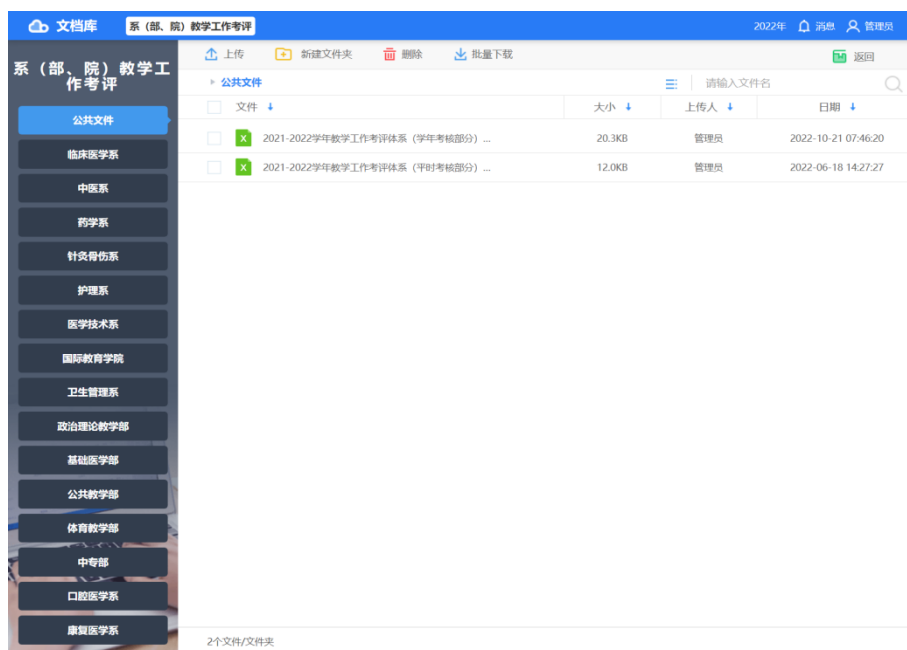 文档库 系（部、院）教学工作考评 2022年 消息 管理员
系（部、院）教学工
作考评
上传 新建文件夹 删除 批量下载 返回
公共文件 请输入文件名
文件 大小 上传人 日期
2021-2022学年教学工作考评体系（学年考核部分）... 20.3KB 管理员 2022-10-21 07:46:20
2021-2022学年教学工作考评体系（平时考核部分）... 12.0KB 管理员 2022-06-18 14:27:27
公共文件
临床医学系
中医系
药学系
针灸骨伤系
护理系
医学技术系
国际教育学院
卫生管理系
政治理论教学部
基础医学部
公共教学部
体育教学部
中专部
口腔医学系
康复医学系
2个文件/文件夹